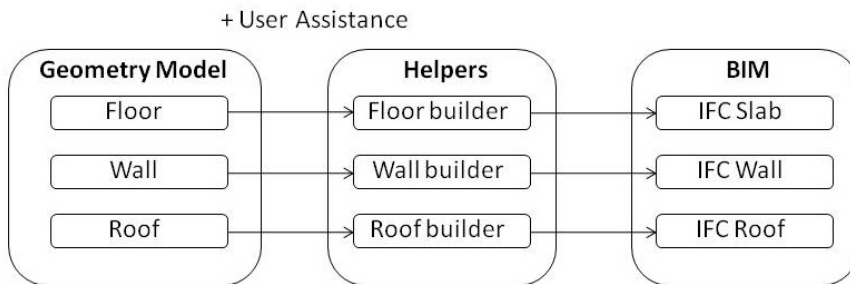 + User Assistance
Geometry Model
Helpers
BIM
Floor
Floor builder
IFC Slab
Wall
Wall builder
IFC Wall
Roof
Roof builder
IFC Roof